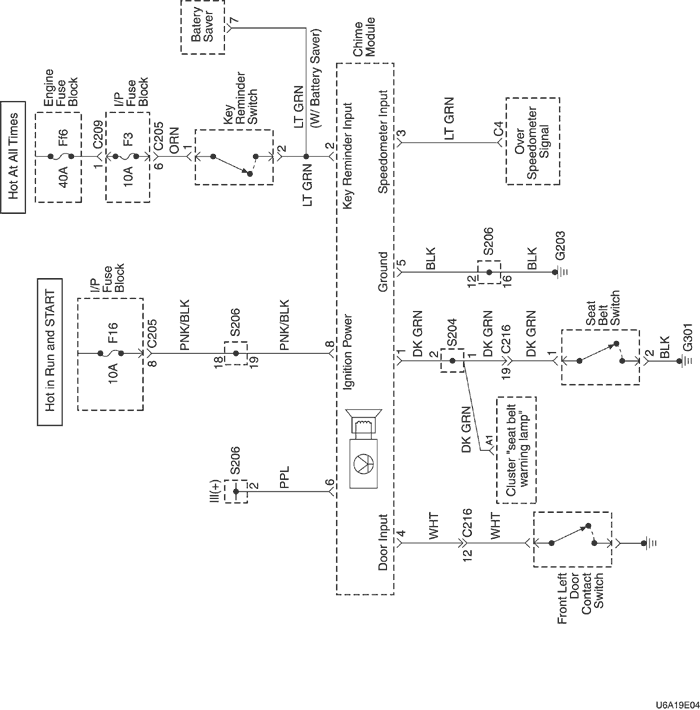 Hot At All Times
Engine
Fuse
Block
Ff6
40A
1
C209
I/P
Fuse
Block
F3
10A
6
C205
ORN
Key
Reminder
Switch
1
2
LT GRN
2
Batery
Saver
7
LT GRN
(W/ Battery Saver)
Chime
Module
Key Reminder Input
Speedometer Input
3
LT GRN
C4
Over
Speedometer
Signal
Hot in Run and START
I/P
Fuse
Block
F16
10A
8
C205
PNK/BLK
S206
18
19
PNK/BLK
8
Ignition Power
Ground
5
BLK
S206
12
16
BLK
G203
1
DK GRN
2
S204
1
DK GRN
19
C216
DK GRN
1
Seat
Belt
Switch
2
BLK
G301
DK GRN
A1
Cluster "seat belt
warning lamp"
III(+)
S206
2
PPL
6
Door Input
4
WHT
12
C216
WHT
Front Left
Door
Contact
Switch
U6A19E04